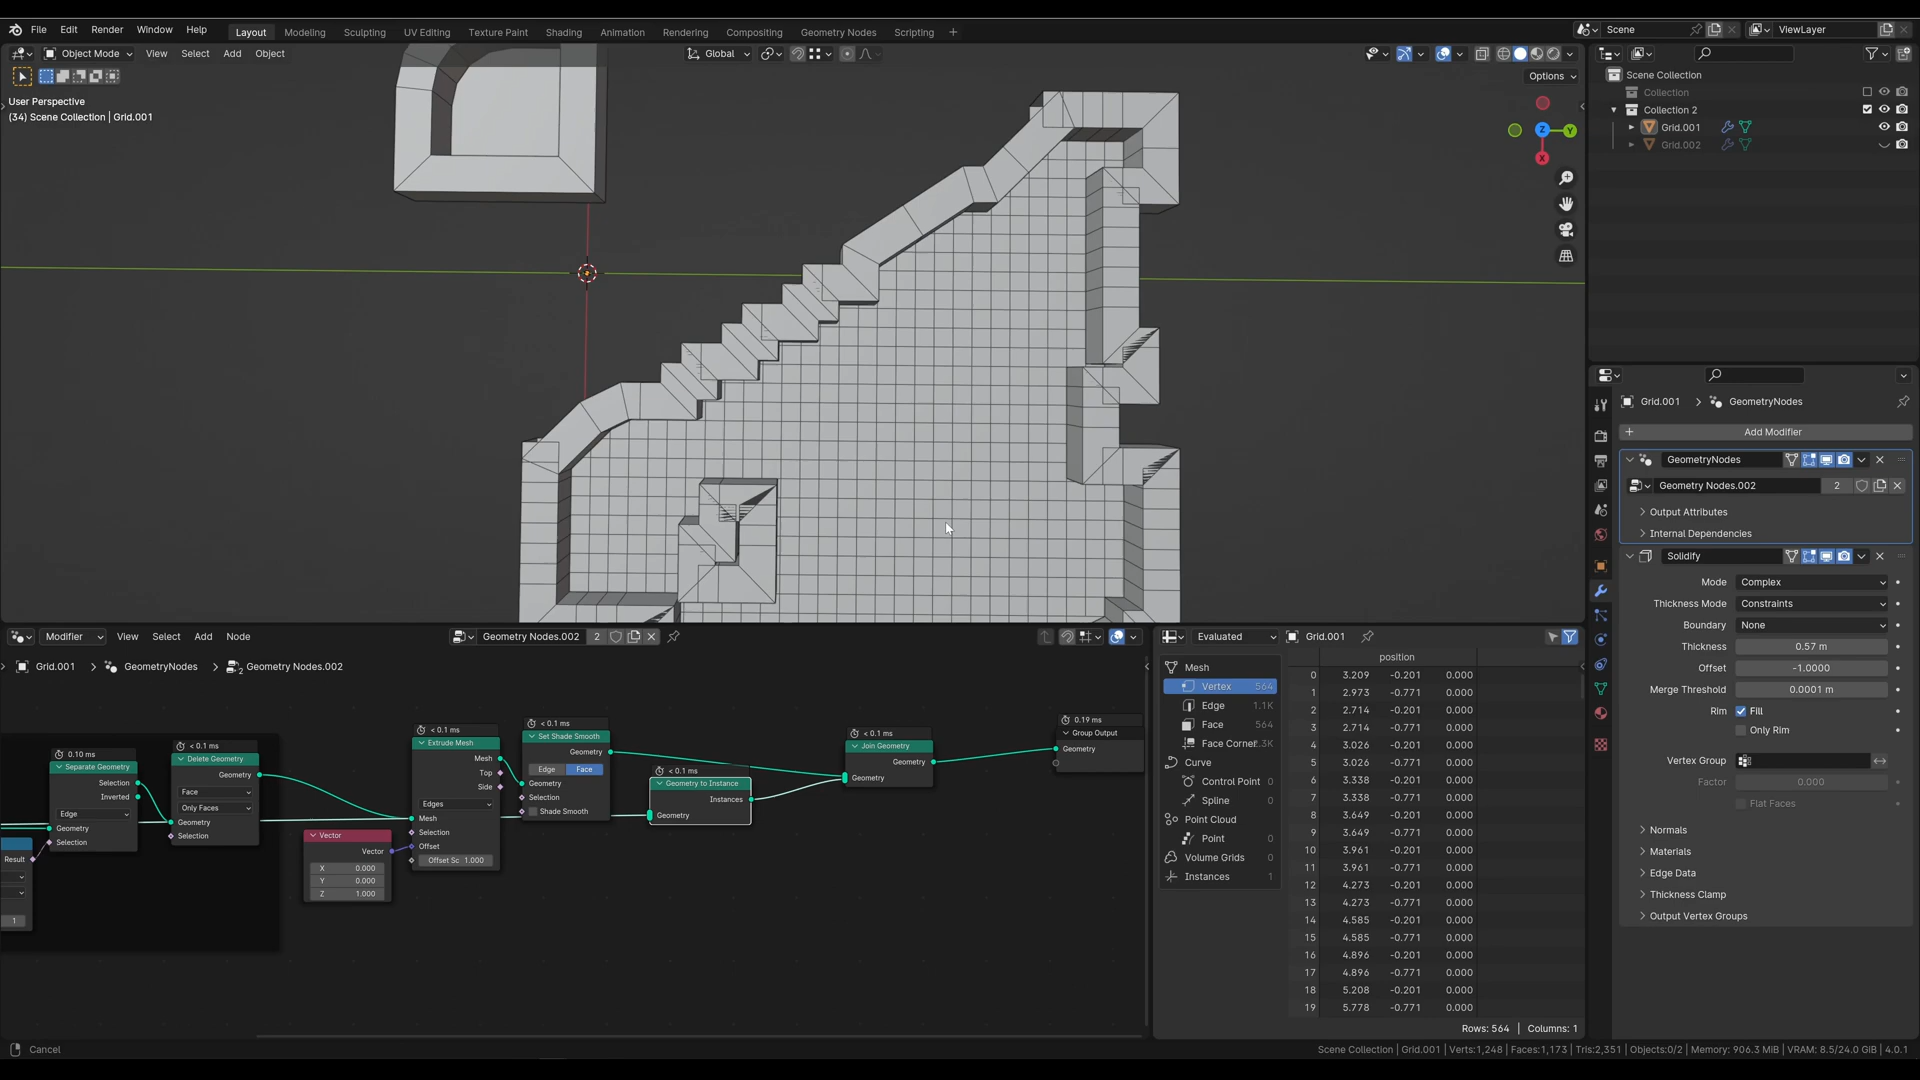 File Edit Render Window Help Layout Modeling Sculpting UV Editing Texture Paint Shading Animation Rendering Compositing Geometry Nodes Scripting + Scene ViewLayer
Object Mode View Select Add Object Global
Options
User Perspective
(34) Scene Collection | Grid.001
X
Y
Z
Scene Collection
Collection
Collection 2
Grid.001
Grid.002
Grid.001 > GeometryNodes
+ Add Modifier
GeometryNodes
Geometry Nodes.002 2
Output Attributes
Internal Dependencies
Solidify
Mode Complex
Thickness Mode Constraints
Boundary None
Thickness 0.57 m
Offset -1.0000
Merge Threshold 0.0001 m
Rim Fill
Only Rim
Vertex Group
Factor 0.000
Flat Faces
Normals
Materials
Edge Data
Thickness Clamp
Output Vertex Groups
Modifier View Select Add Node Geometry Nodes.002 2
Grid.001 > GeometryNodes > Geometry Nodes.002
Result
1
0.10 ms
Separate Geometry
Selection
Inverted
Edge
Geometry
Selection
< 0.1 ms
Delete Geometry
Geometry
Face
Only Faces
Geometry
Selection
Vector
Vector
X 0.000
Y 0.000
Z 1.000
< 0.1 ms
Extrude Mesh
Mesh
Top
Side
Edges
Mesh
Selection
Offset
Offset Sc 1.000
< 0.1 ms
Set Shade Smooth
Geometry
Edge Face
Geometry
Selection
Shade Smooth
< 0.1 ms
Geometry to Instance
Instances
Geometry
< 0.1 ms
Join Geometry
Geometry
Geometry
0.19 ms
Group Output
Geometry
Evaluated Grid.001
Mesh
Vertex 564
Edge 1.1K
Face 564
Face Corner 2.3K
Curve
Control Point 0
Spline 0
Point Cloud
Point 0
Volume Grids 0
Instances 1
position
0 3.209 -0.201 0.000
1 2.973 -0.771 0.000
2 2.714 -0.201 0.000
3 2.714 -0.771 0.000
4 3.026 -0.201 0.000
5 3.026 -0.771 0.000
6 3.338 -0.201 0.000
7 3.338 -0.771 0.000
8 3.649 -0.201 0.000
9 3.649 -0.771 0.000
10 3.961 -0.201 0.000
11 3.961 -0.771 0.000
12 4.273 -0.201 0.000
13 4.273 -0.771 0.000
14 4.585 -0.201 0.000
15 4.585 -0.771 0.000
16 4.896 -0.201 0.000
17 4.896 -0.771 0.000
18 5.208 -0.201 0.000
19 5.778 -0.771 0.000
Rows: 564 | Columns: 1
Cancel
Scene Collection | Grid.001 | Verts:1,248 | Faces:1,173 | Tris:2,351 | Objects:0/2 | Memory: 906.3 MiB | VRAM: 8.5/24.0 GiB | 4.0.1